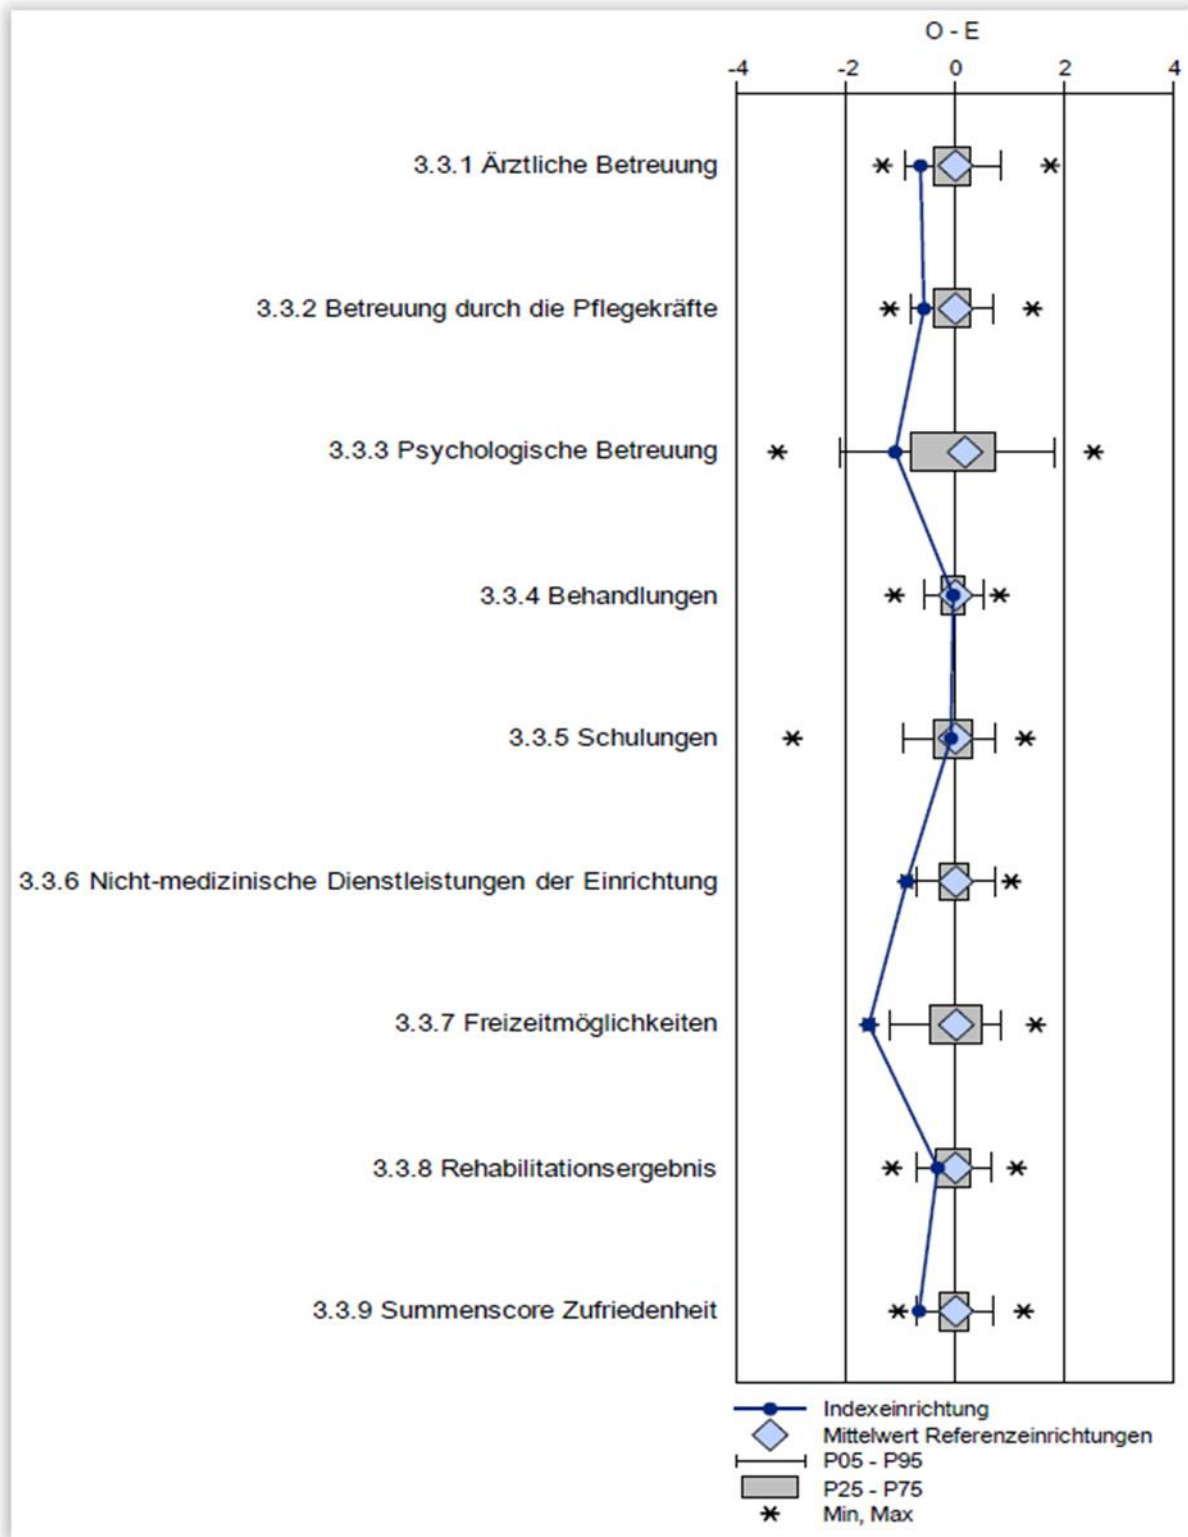 O - E
-4 -2 0 2 4
3.3.1 Ärztliche Betreuung
3.3.2 Betreuung durch die Pflegekräfte
3.3.3 Psychologische Betreuung
3.3.4 Behandlungen
3.3.5 Schulungen
3.3.6 Nicht-medizinische Dienstleistungen der Einrichtung
3.3.7 Freizeitmöglichkeiten
3.3.8 Rehabilitationsergebnis
3.3.9 Summenscore Zufriedenheit
Indexeinrichtung
Mittelwert Referenzeinrichtungen
P05 - P95
P25 - P75
Min, Max